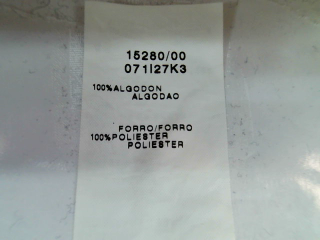 15280/00
071I27K3
100%ALGODON
ALGODAO
FORRO/FORRO
100%POLIESTER
POLIESTER